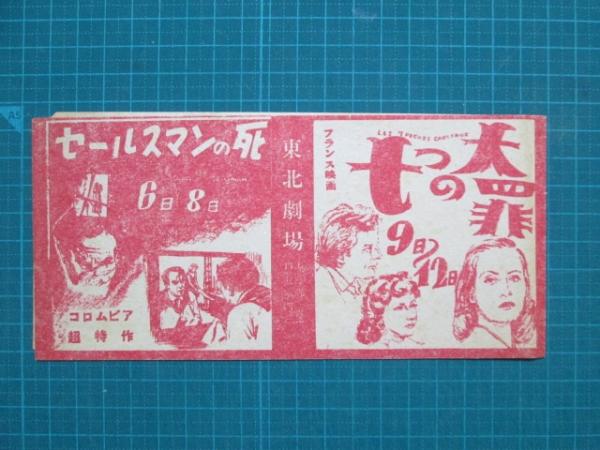 セールスマンの死
6日 8日
コロムビア
超特作
東北劇場
フランス映画
LES 7 PECHES CAPITAUX
七つの大罪
9日
12日
A5